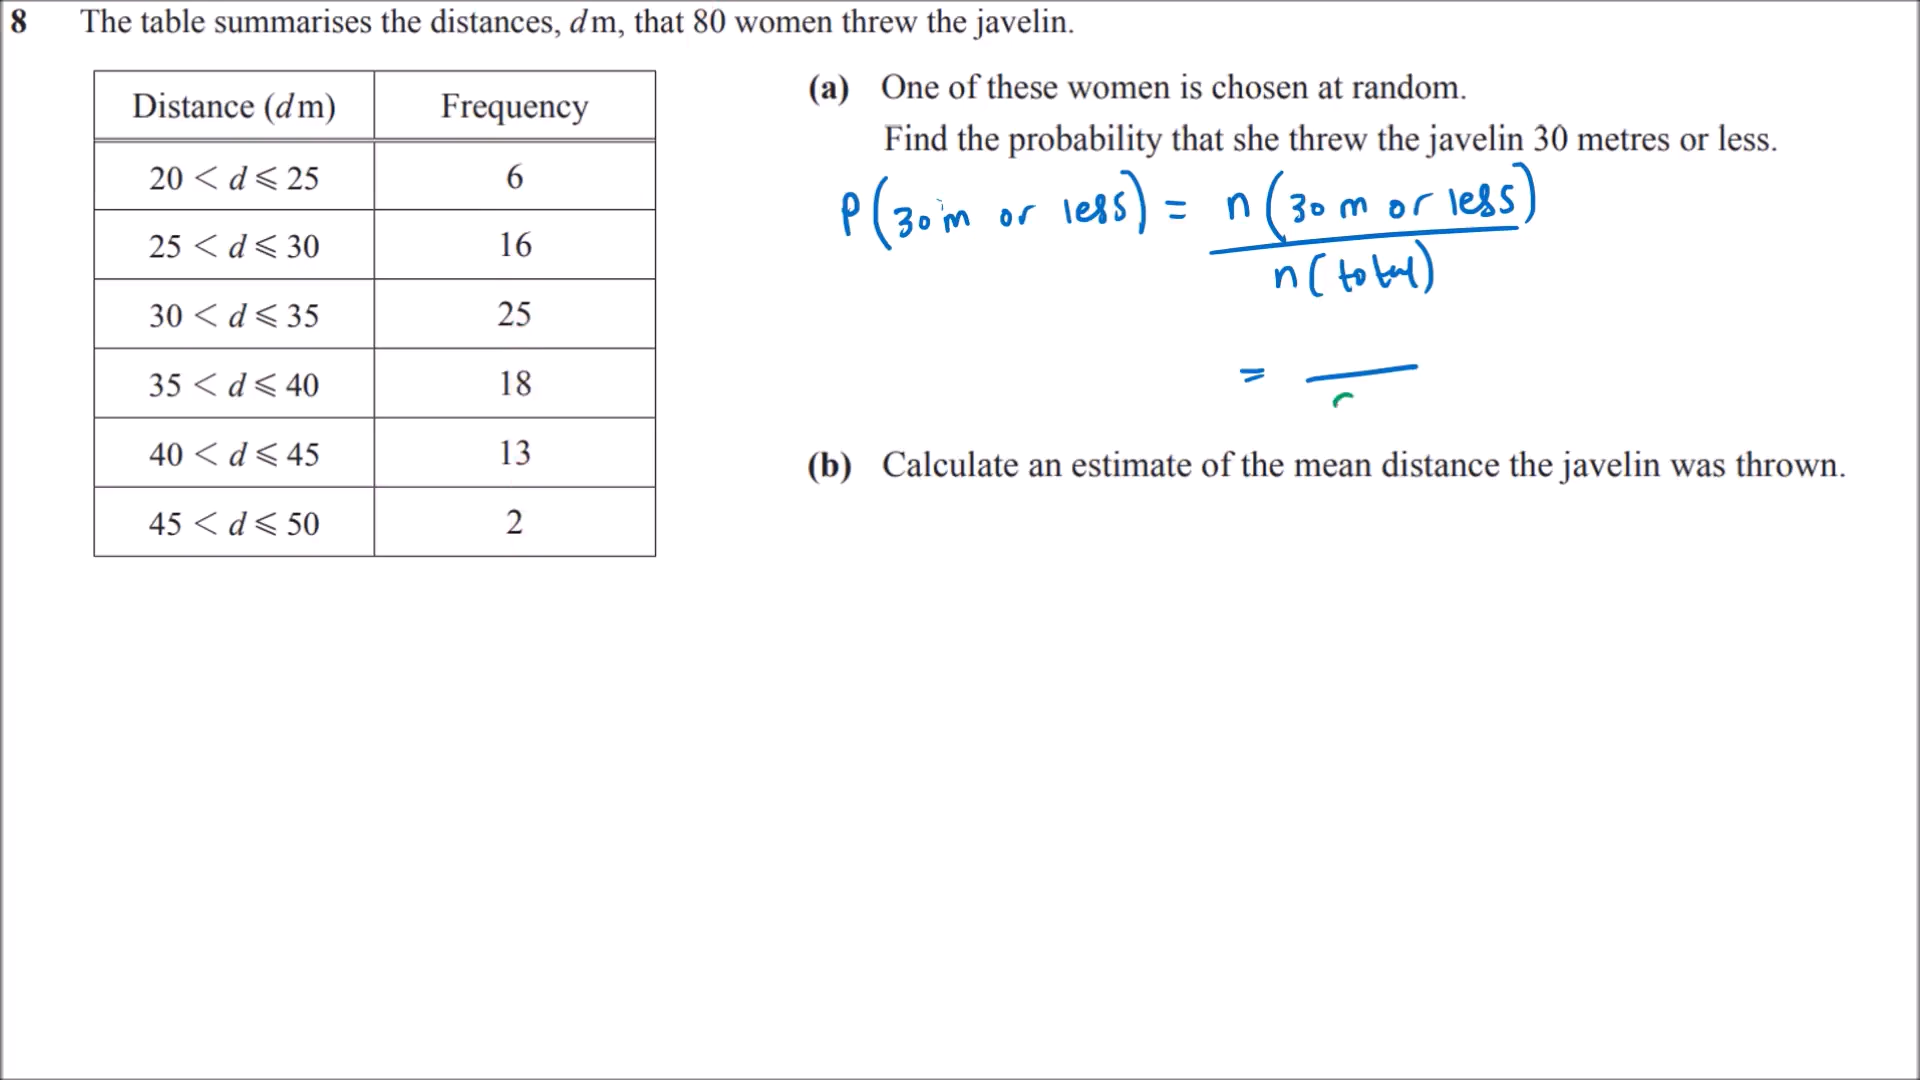 8 The table summarises the distances, d m, that 80 women threw the javelin.
Distance (d m) Frequency
20 < d ⩽ 25 6
25 < d ⩽ 30 16
30 < d ⩽ 35 25
35 < d ⩽ 40 18
40 < d ⩽ 45 13
45 < d ⩽ 50 2
(a) One of these women is chosen at random.
Find the probability that she threw the javelin 30 metres or less.
P(30 m or less) = n(30 m or less)
n(total)
=
(b) Calculate an estimate of the mean distance the javelin was thrown.